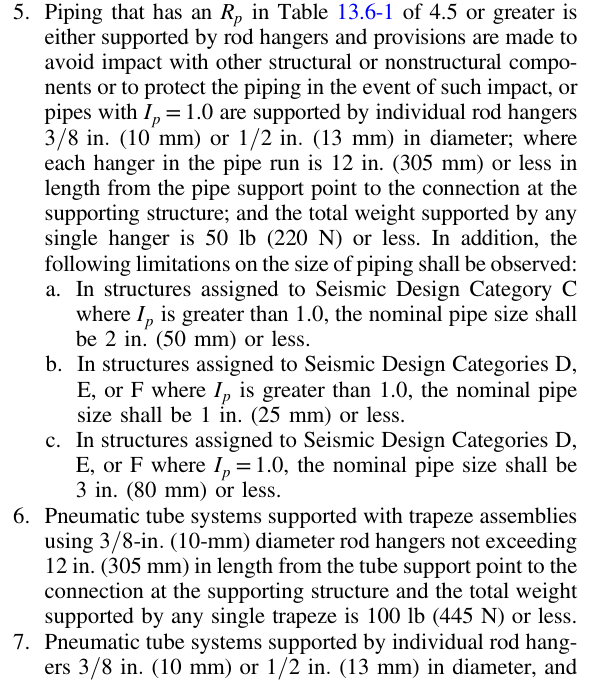 5. Piping that has an Rp in Table 13.6-1 of 4.5 or greater is
either supported by rod hangers and provisions are made to
avoid impact with other structural or nonstructural compo-
nents or to protect the piping in the event of such impact, or
pipes with Ip = 1.0 are supported by individual rod hangers
3/8 in. (10 mm) or 1/2 in. (13 mm) in diameter; where
each hanger in the pipe run is 12 in. (305 mm) or less in
length from the pipe support point to the connection at the
supporting structure; and the total weight supported by any
single hanger is 50 lb (220 N) or less. In addition, the
following limitations on the size of piping shall be observed:
a. In structures assigned to Seismic Design Category C
where Ip is greater than 1.0, the nominal pipe size shall
be 2 in. (50 mm) or less.
b. In structures assigned to Seismic Design Categories D,
E, or F where Ip is greater than 1.0, the nominal pipe
size shall be 1 in. (25 mm) or less.
c. In structures assigned to Seismic Design Categories D,
E, or F where Ip = 1.0, the nominal pipe size shall be
3 in. (80 mm) or less.
6. Pneumatic tube systems supported with trapeze assemblies
using 3/8-in. (10-mm) diameter rod hangers not exceeding
12 in. (305 mm) in length from the tube support point to the
connection at the supporting structure and the total weight
supported by any single trapeze is 100 lb (445 N) or less.
7. Pneumatic tube systems supported by individual rod hang-
ers 3/8 in. (10 mm) or 1/2 in. (13 mm) in diameter, and